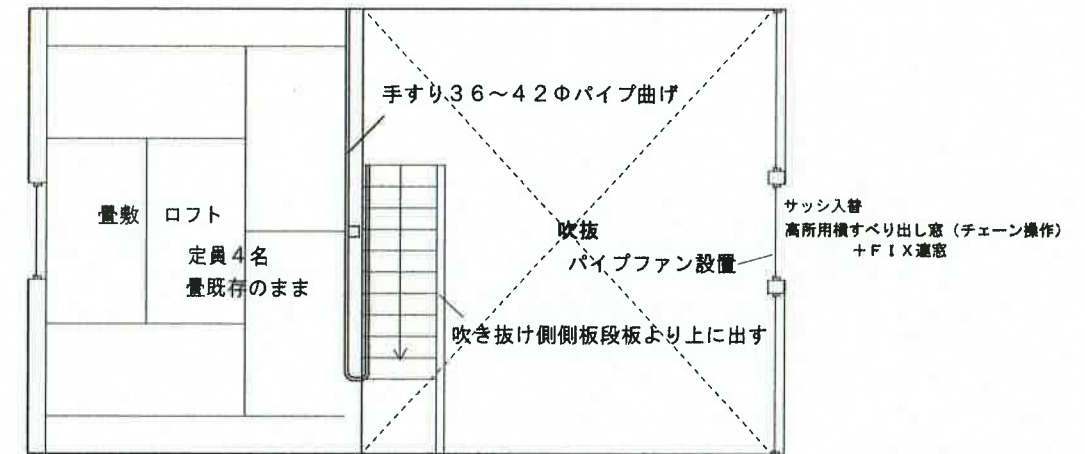 手すり３６～４２Φパイプ曲げ
畳敷　ロフト
定員４名
畳既存のまま
吹抜
パイプファン設置
吹き抜け側側板段板より上に出す
サッシ入替
高所用横すべり出し窓（チェーン操作）
＋ＦＩＸ連窓